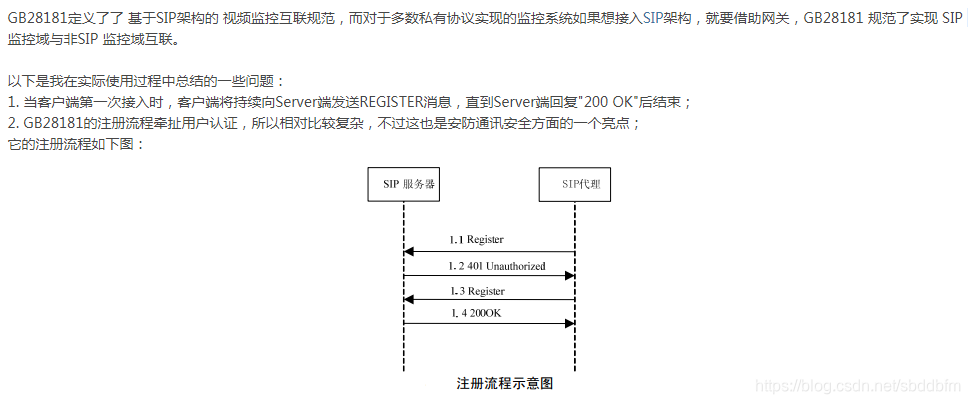 GB28181定义了了 基于SIP架构的 视频监控互联规范，而对于多数私有协议实现的监控系统如果想接入SIP架构，就要借助网关，GB28181 规范了实现 SIP
监控域与非SIP 监控域互联。
以下是我在实际使用过程中总结的一些问题：
1. 当客户端第一次接入时，客户端将持续向Server端发送REGISTER消息，直到Server端回复"200 OK"后结束；
2. GB28181的注册流程牵扯用户认证，所以相对比较复杂，不过这也是安防通讯安全方面的一个亮点；
它的注册流程如下图：
SIP 服务器
SIP代理
1.1 Register
1. 2 401 Unauthorized
1. 3 Register
1. 4 200OK
注册流程示意图
https://blog.csdn.net/sbddbfm